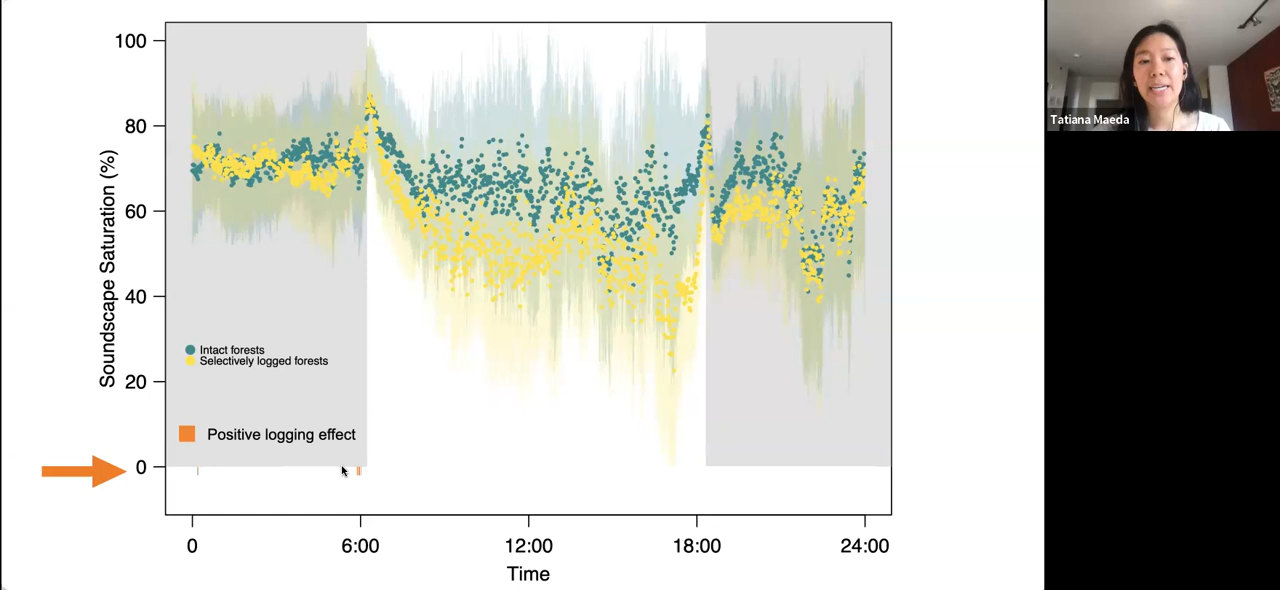 100
80
60
40
20
0
Soundscape Saturation (%)
Intact forests
Selectively logged forests
Positive logging effect
0
6:00
12:00
18:00
24:00
Time
Tatiana Maeda